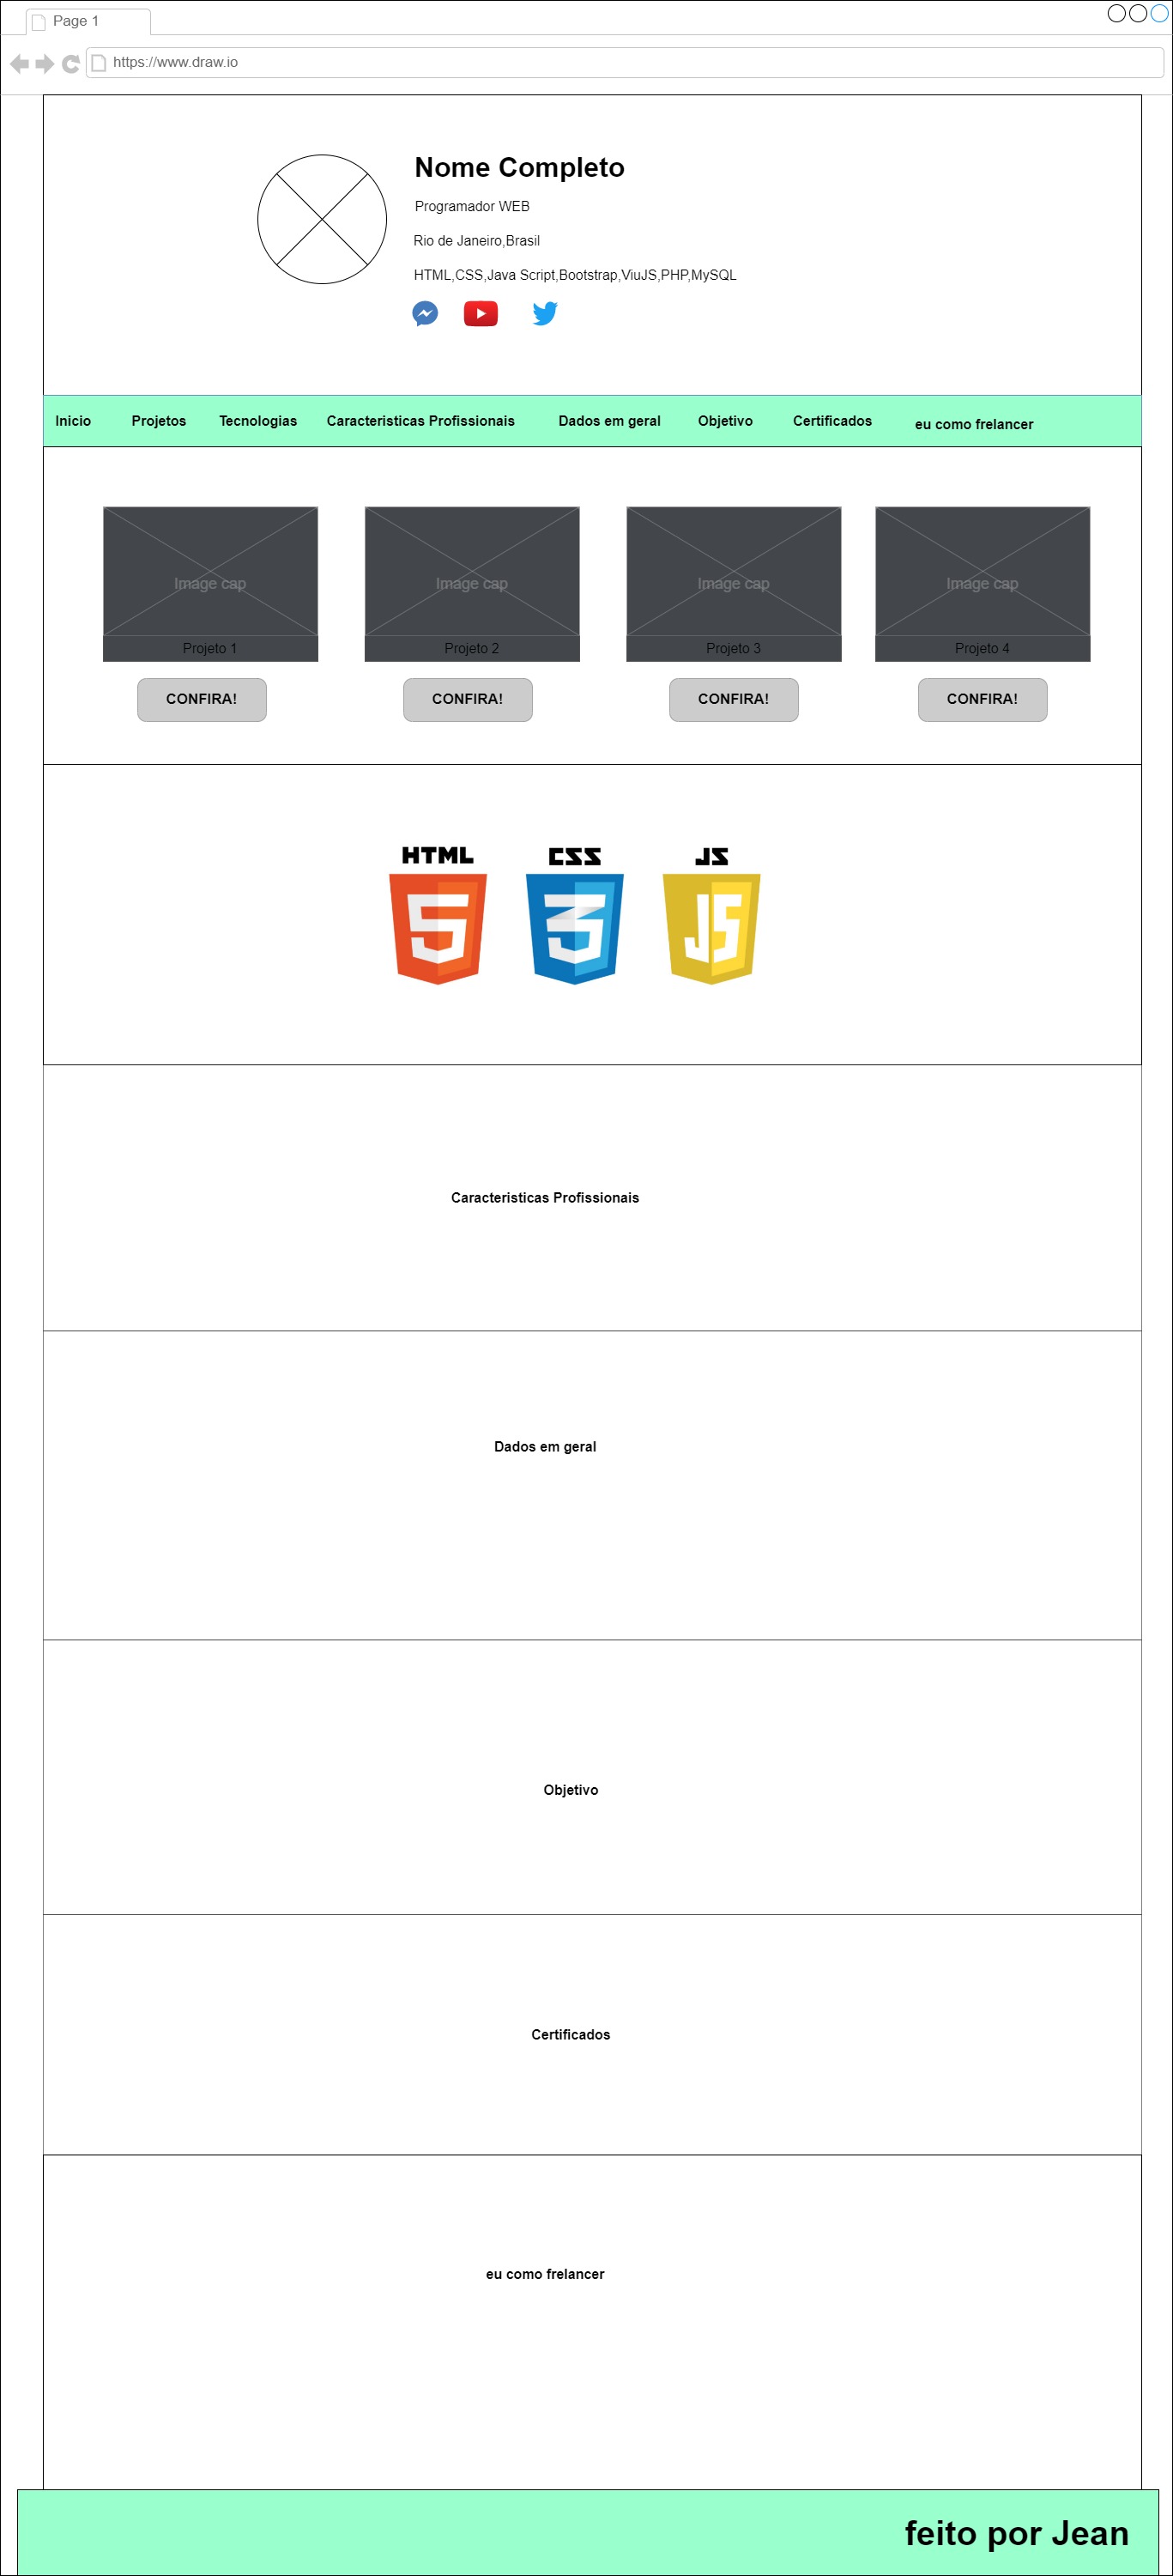 Page 1
https://www.draw.io
Nome Completo
Programador WEB
Rio de Janeiro,Brasil
HTML,CSS,Java Script,Bootstrap,ViuJS,PHP,MySQL
Inicio Projetos Tecnologias Caracteristicas Profissionais Dados em geral Objetivo Certificados eu como frelancer
Image cap Image cap Image cap Image cap
Projeto 1 Projeto 2 Projeto 3 Projeto 4
CONFIRA! CONFIRA! CONFIRA! CONFIRA!
HTML CSS JS
5 3 JS
Caracteristicas Profissionais
Dados em geral
Objetivo
Certificados
eu como frelancer
feito por Jean